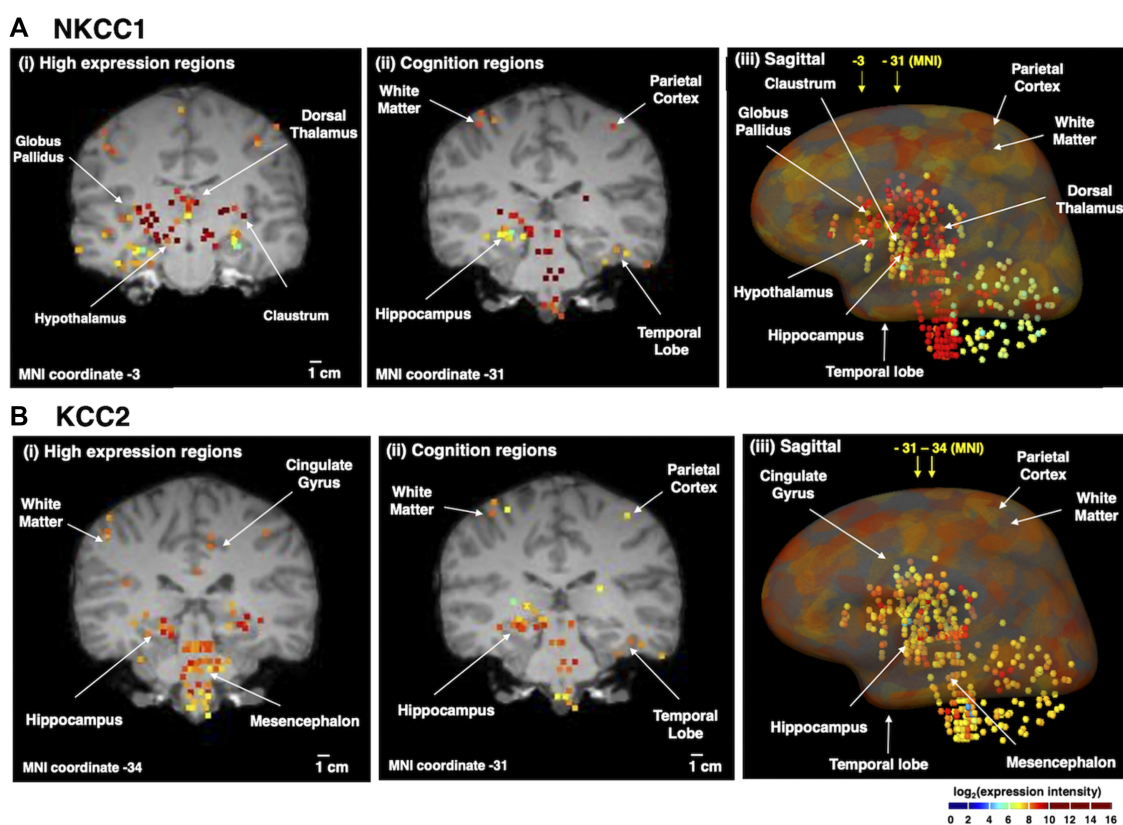 A NKCC1
(i) High expression regions
Globus
Pallidus
Dorsal
Thalamus
Hypothalamus
Claustrum
MNI coordinate -3
1 cm
(ii) Cognition regions
White
Matter
Parietal
Cortex
Hippocampus
Temporal
Lobe
MNI coordinate -31
(iii) Sagittal
-3 - 31 (MNI)
Claustrum
Globus
Pallidus
Parietal
Cortex
White
Matter
Dorsal
Thalamus
Hypothalamus
Hippocampus
Temporal lobe
B KCC2
(i) High expression regions
White
Matter
Cingulate
Gyrus
Hippocampus
Mesencephalon
MNI coordinate -34
1 cm
(ii) Cognition regions
White
Matter
Parietal
Cortex
Hippocampus
Temporal
Lobe
MNI coordinate -31
1 cm
(iii) Sagittal
- 31 – 34 (MNI)
Cingulate
Gyrus
Parietal
Cortex
White
Matter
Hippocampus
Temporal lobe
Mesencephalon
log2(expression intensity)
0 2 4 6 8 10 12 14 16